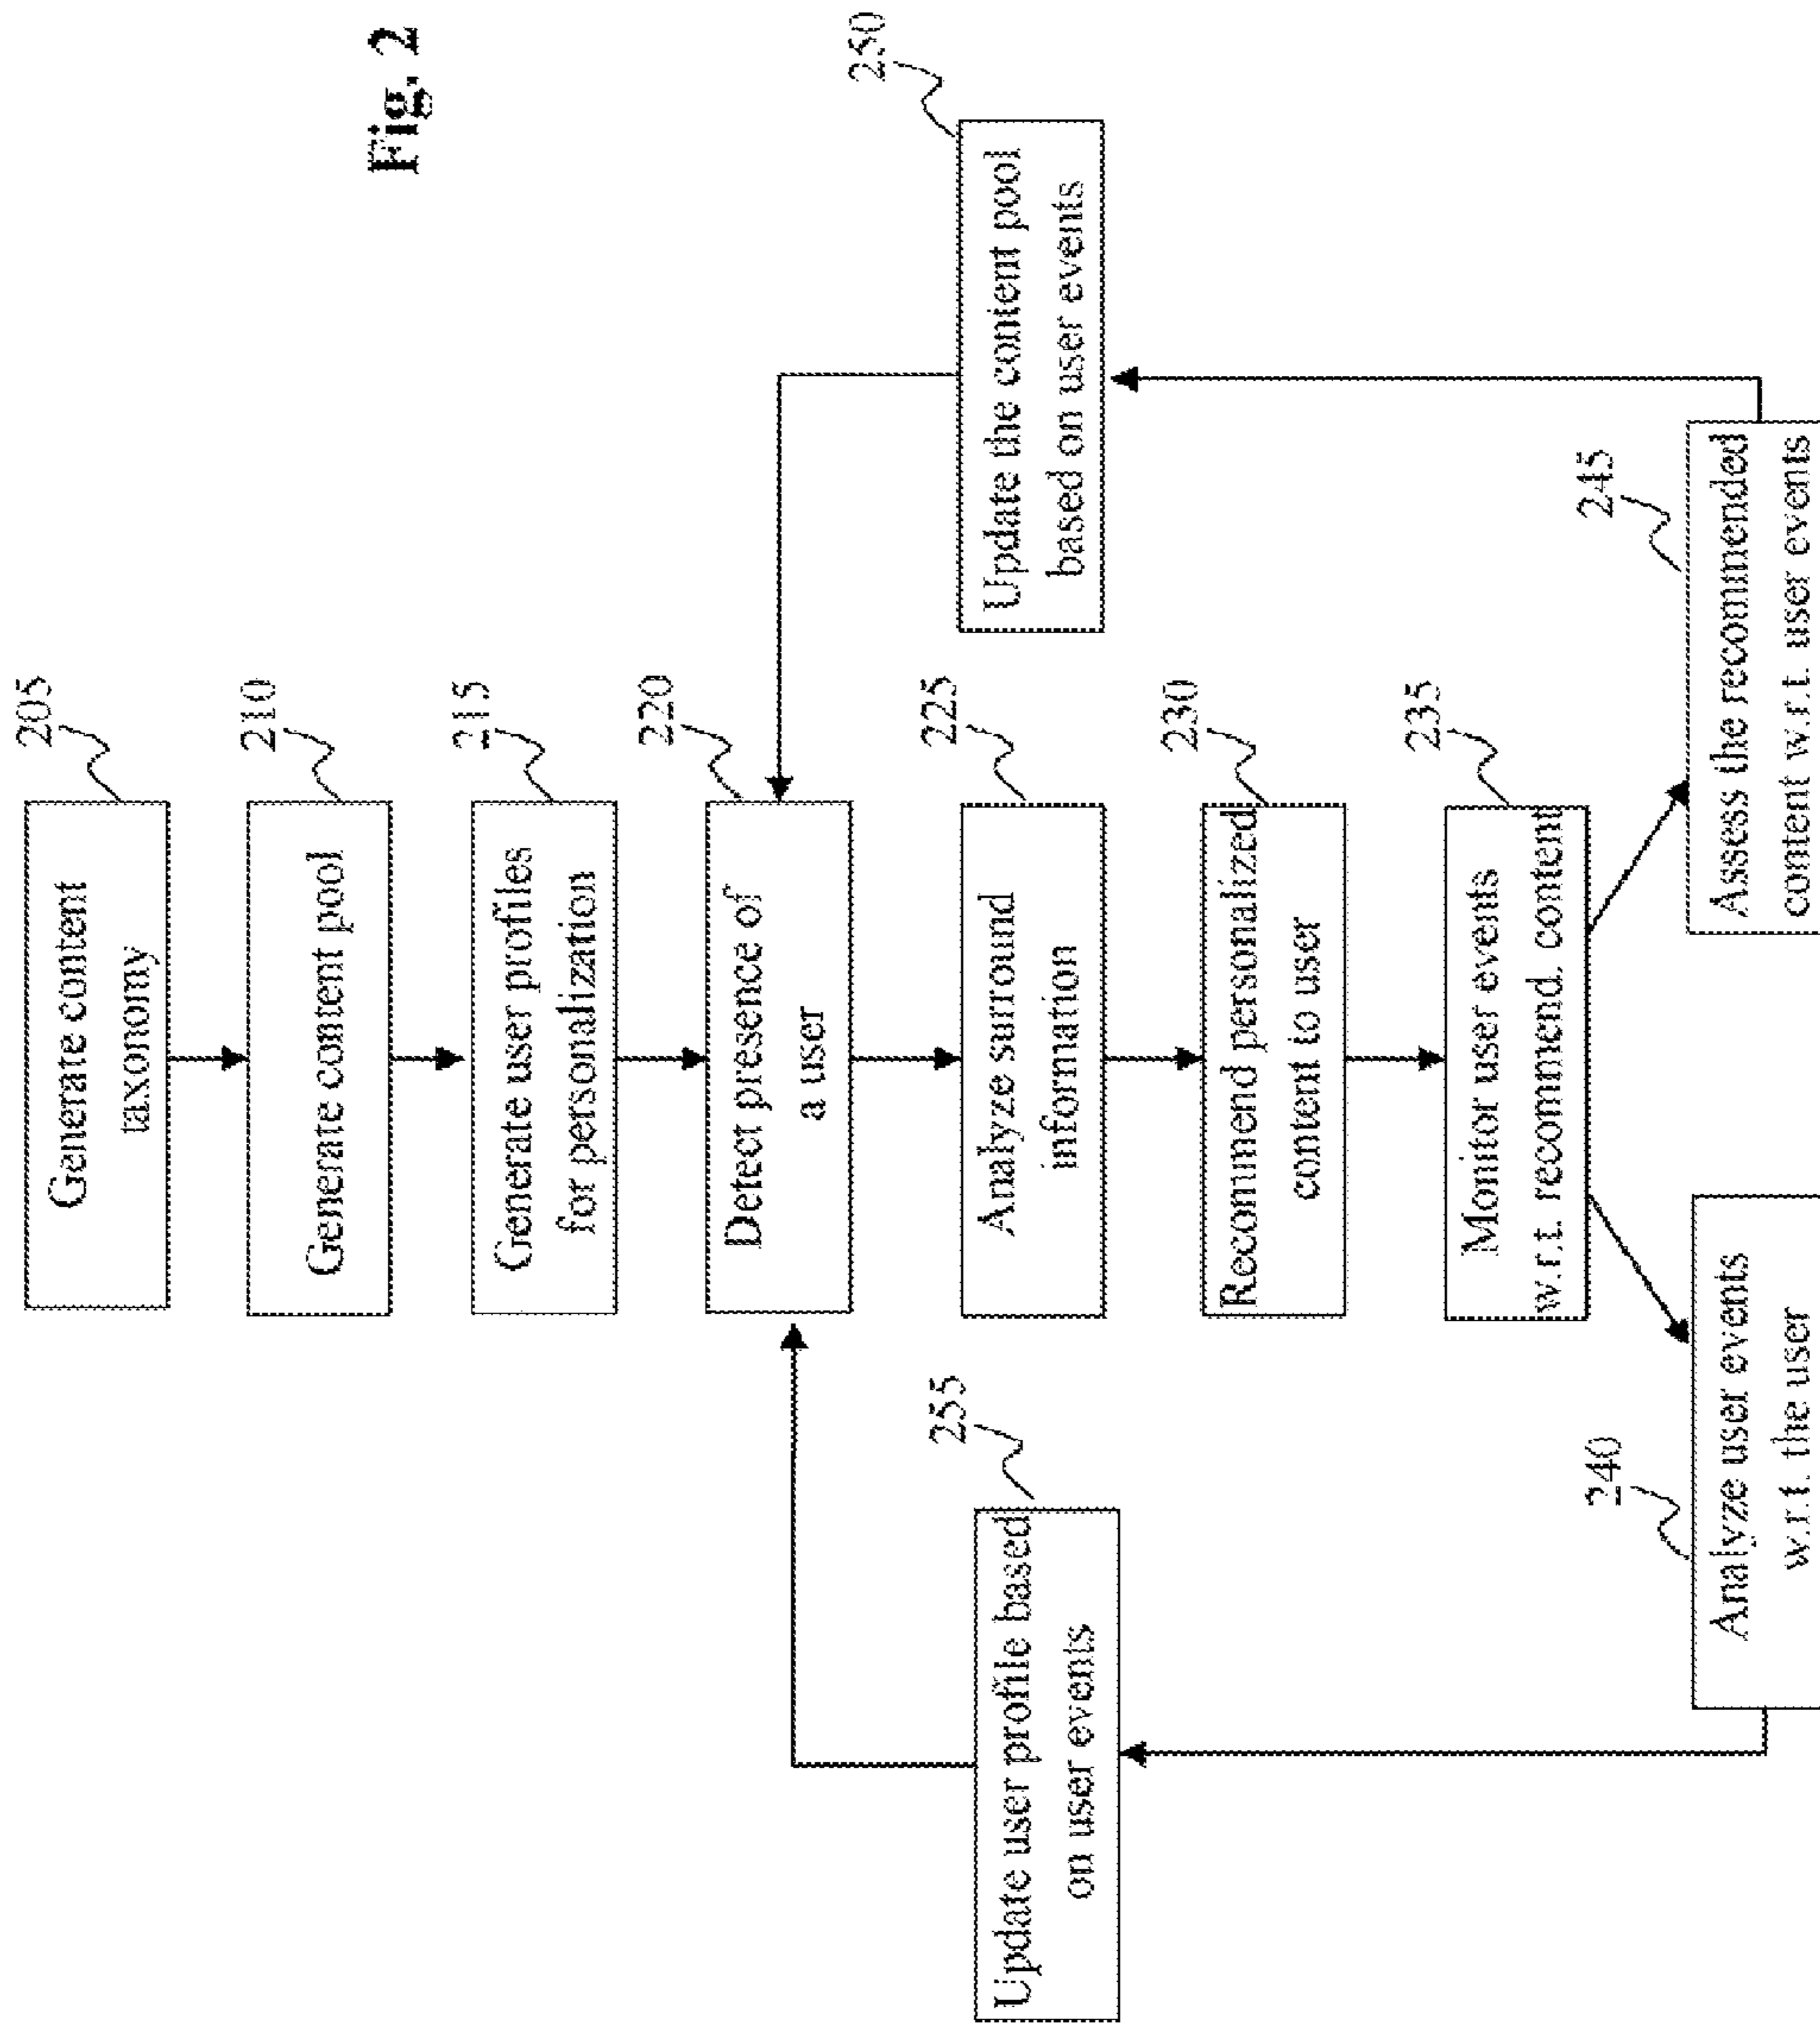 205
Generate content
taxonomy
210
Generate content pool
215
Generate user profiles
for personalization
220
Detect presence of
a user
225
Analyze surround
information
230
Recommend personalized
content to user
235
Monitor user events
w.r.t. recommend. content
240
Analyze user events
w.r.t. the user
245
Assess the recommended
content w.r.t. user events
250
Update the content pool
based on user events
255
Update user profile based
on user events
Fig. 2